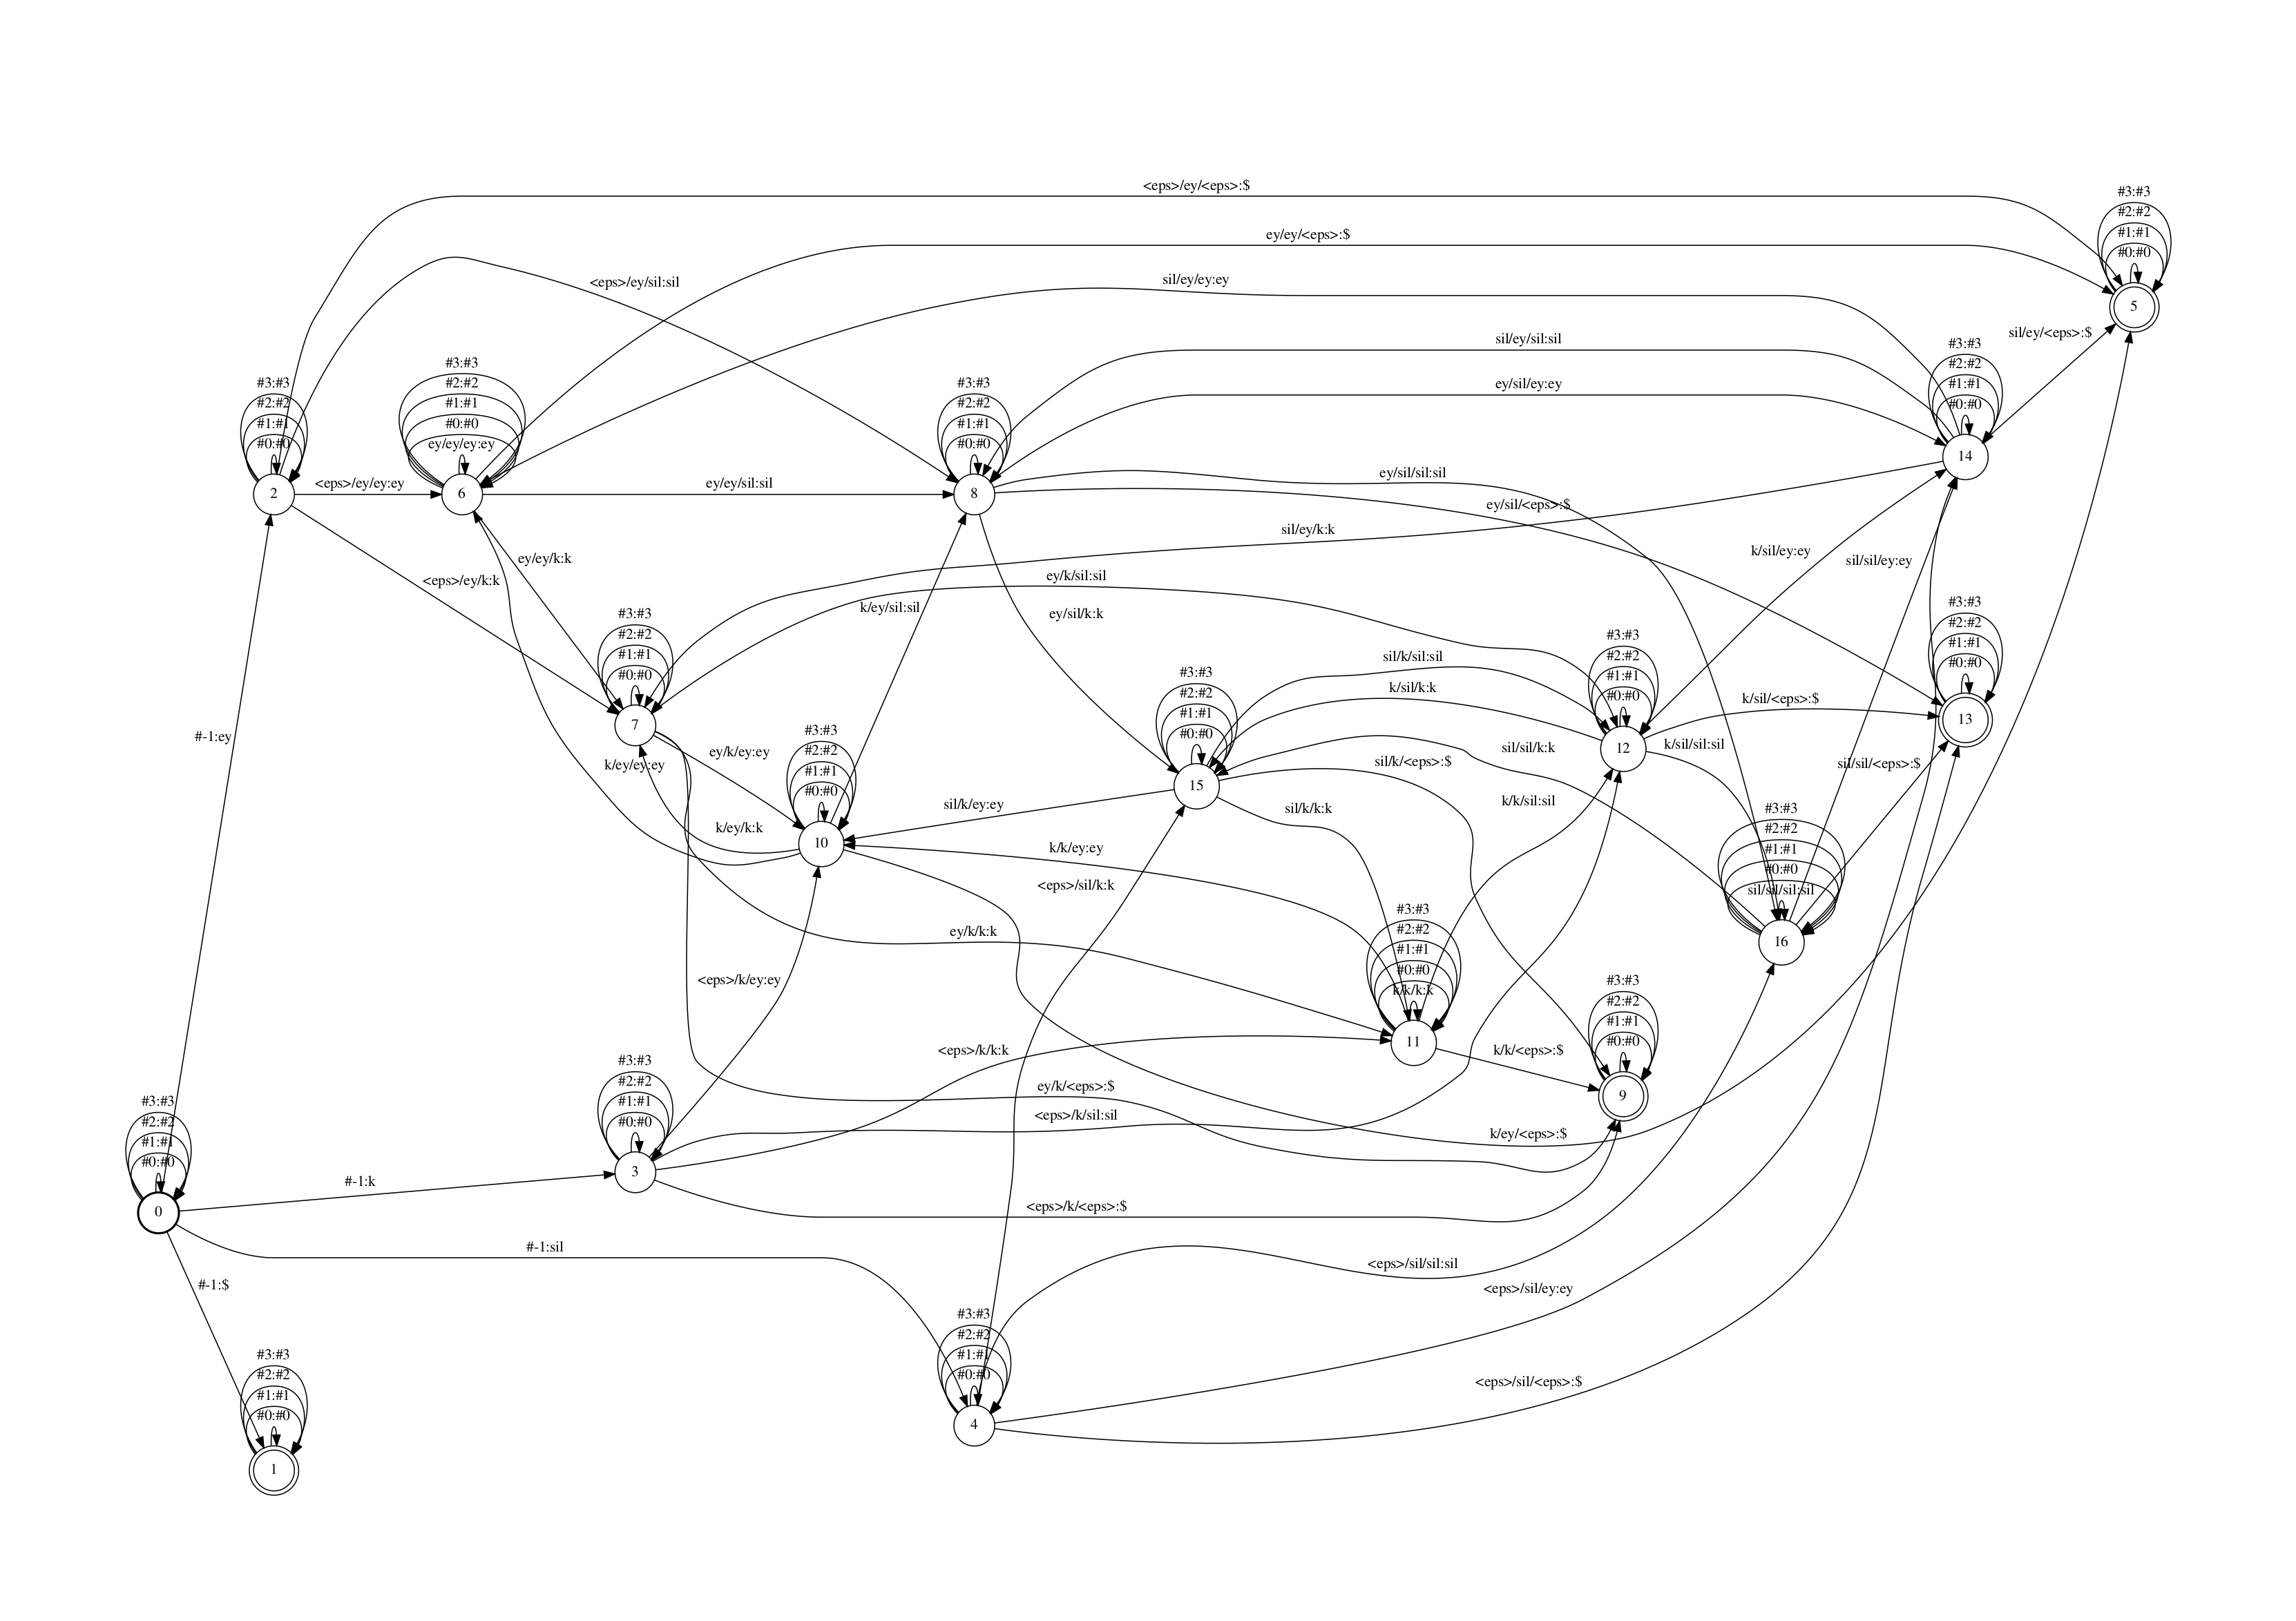 <eps>/ey/<eps>:$
#3:#3
#2:#2
#1:#1
#0:#0
5
ey/ey/<eps>:$
<eps>/ey/sil:sil
sil/ey/ey:ey
sil/ey/<eps>:$
sil/ey/sil:sil
#3:#3
#2:#2
#1:#1
#0:#0
14
ey/sil/ey:ey
#3:#3
#2:#2
#1:#1
#0:#0
2
<eps>/ey/ey:ey
#3:#3
#2:#2
#1:#1
#0:#0
ey/ey/ey:ey
6
ey/ey/sil:sil
#3:#3
#2:#2
#1:#1
#0:#0
8
ey/sil/sil:sil
ey/sil/<eps>:$
sil/ey/k:k
ey/ey/k:k
<eps>/ey/k:k
ey/k/sil:sil
k/sil/ey:ey
sil/sil/ey:ey
k/ey/sil:sil
ey/sil/k:k
#3:#3
#2:#2
#1:#1
#0:#0
7
#3:#3
#2:#2
#1:#1
#0:#0
13
#3:#3
#2:#2
#1:#1
#0:#0
12
sil/k/sil:sil
k/sil/k:k
#3:#3
#2:#2
#1:#1
#0:#0
15
k/sil/<eps>:$
k/sil/sil:sil
#-1:ey
ey/k/ey:ey
k/ey/ey:ey
#3:#3
#2:#2
#1:#1
#0:#0
10
sil/sil/k:k
sil/k/<eps>:$
sil/sil/<eps>:$
sil/k/ey:ey
sil/k/k:k
k/k/sil:sil
k/ey/k:k
k/k/ey:ey
<eps>/sil/k:k
#3:#3
#2:#2
#1:#1
#0:#0
sil/sil/sil:sil
16
ey/k/k:k
#3:#3
#2:#2
#1:#1
#0:#0
k/k/k:k
11
<eps>/k/ey:ey
#3:#3
#2:#2
#1:#1
#0:#0
9
<eps>/k/k:k
k/k/<eps>:$
#3:#3
#2:#2
#1:#1
#0:#0
3
ey/k/<eps>:$
<eps>/k/sil:sil
k/ey/<eps>:$
#3:#3
#2:#2
#1:#1
#0:#0
0
#-1:k
<eps>/k/<eps>:$
#-1:sil
<eps>/sil/sil:sil
#-1:$
<eps>/sil/ey:ey
#3:#3
#2:#2
#1:#1
#0:#0
4
<eps>/sil/<eps>:$
#3:#3
#2:#2
#1:#1
#0:#0
1